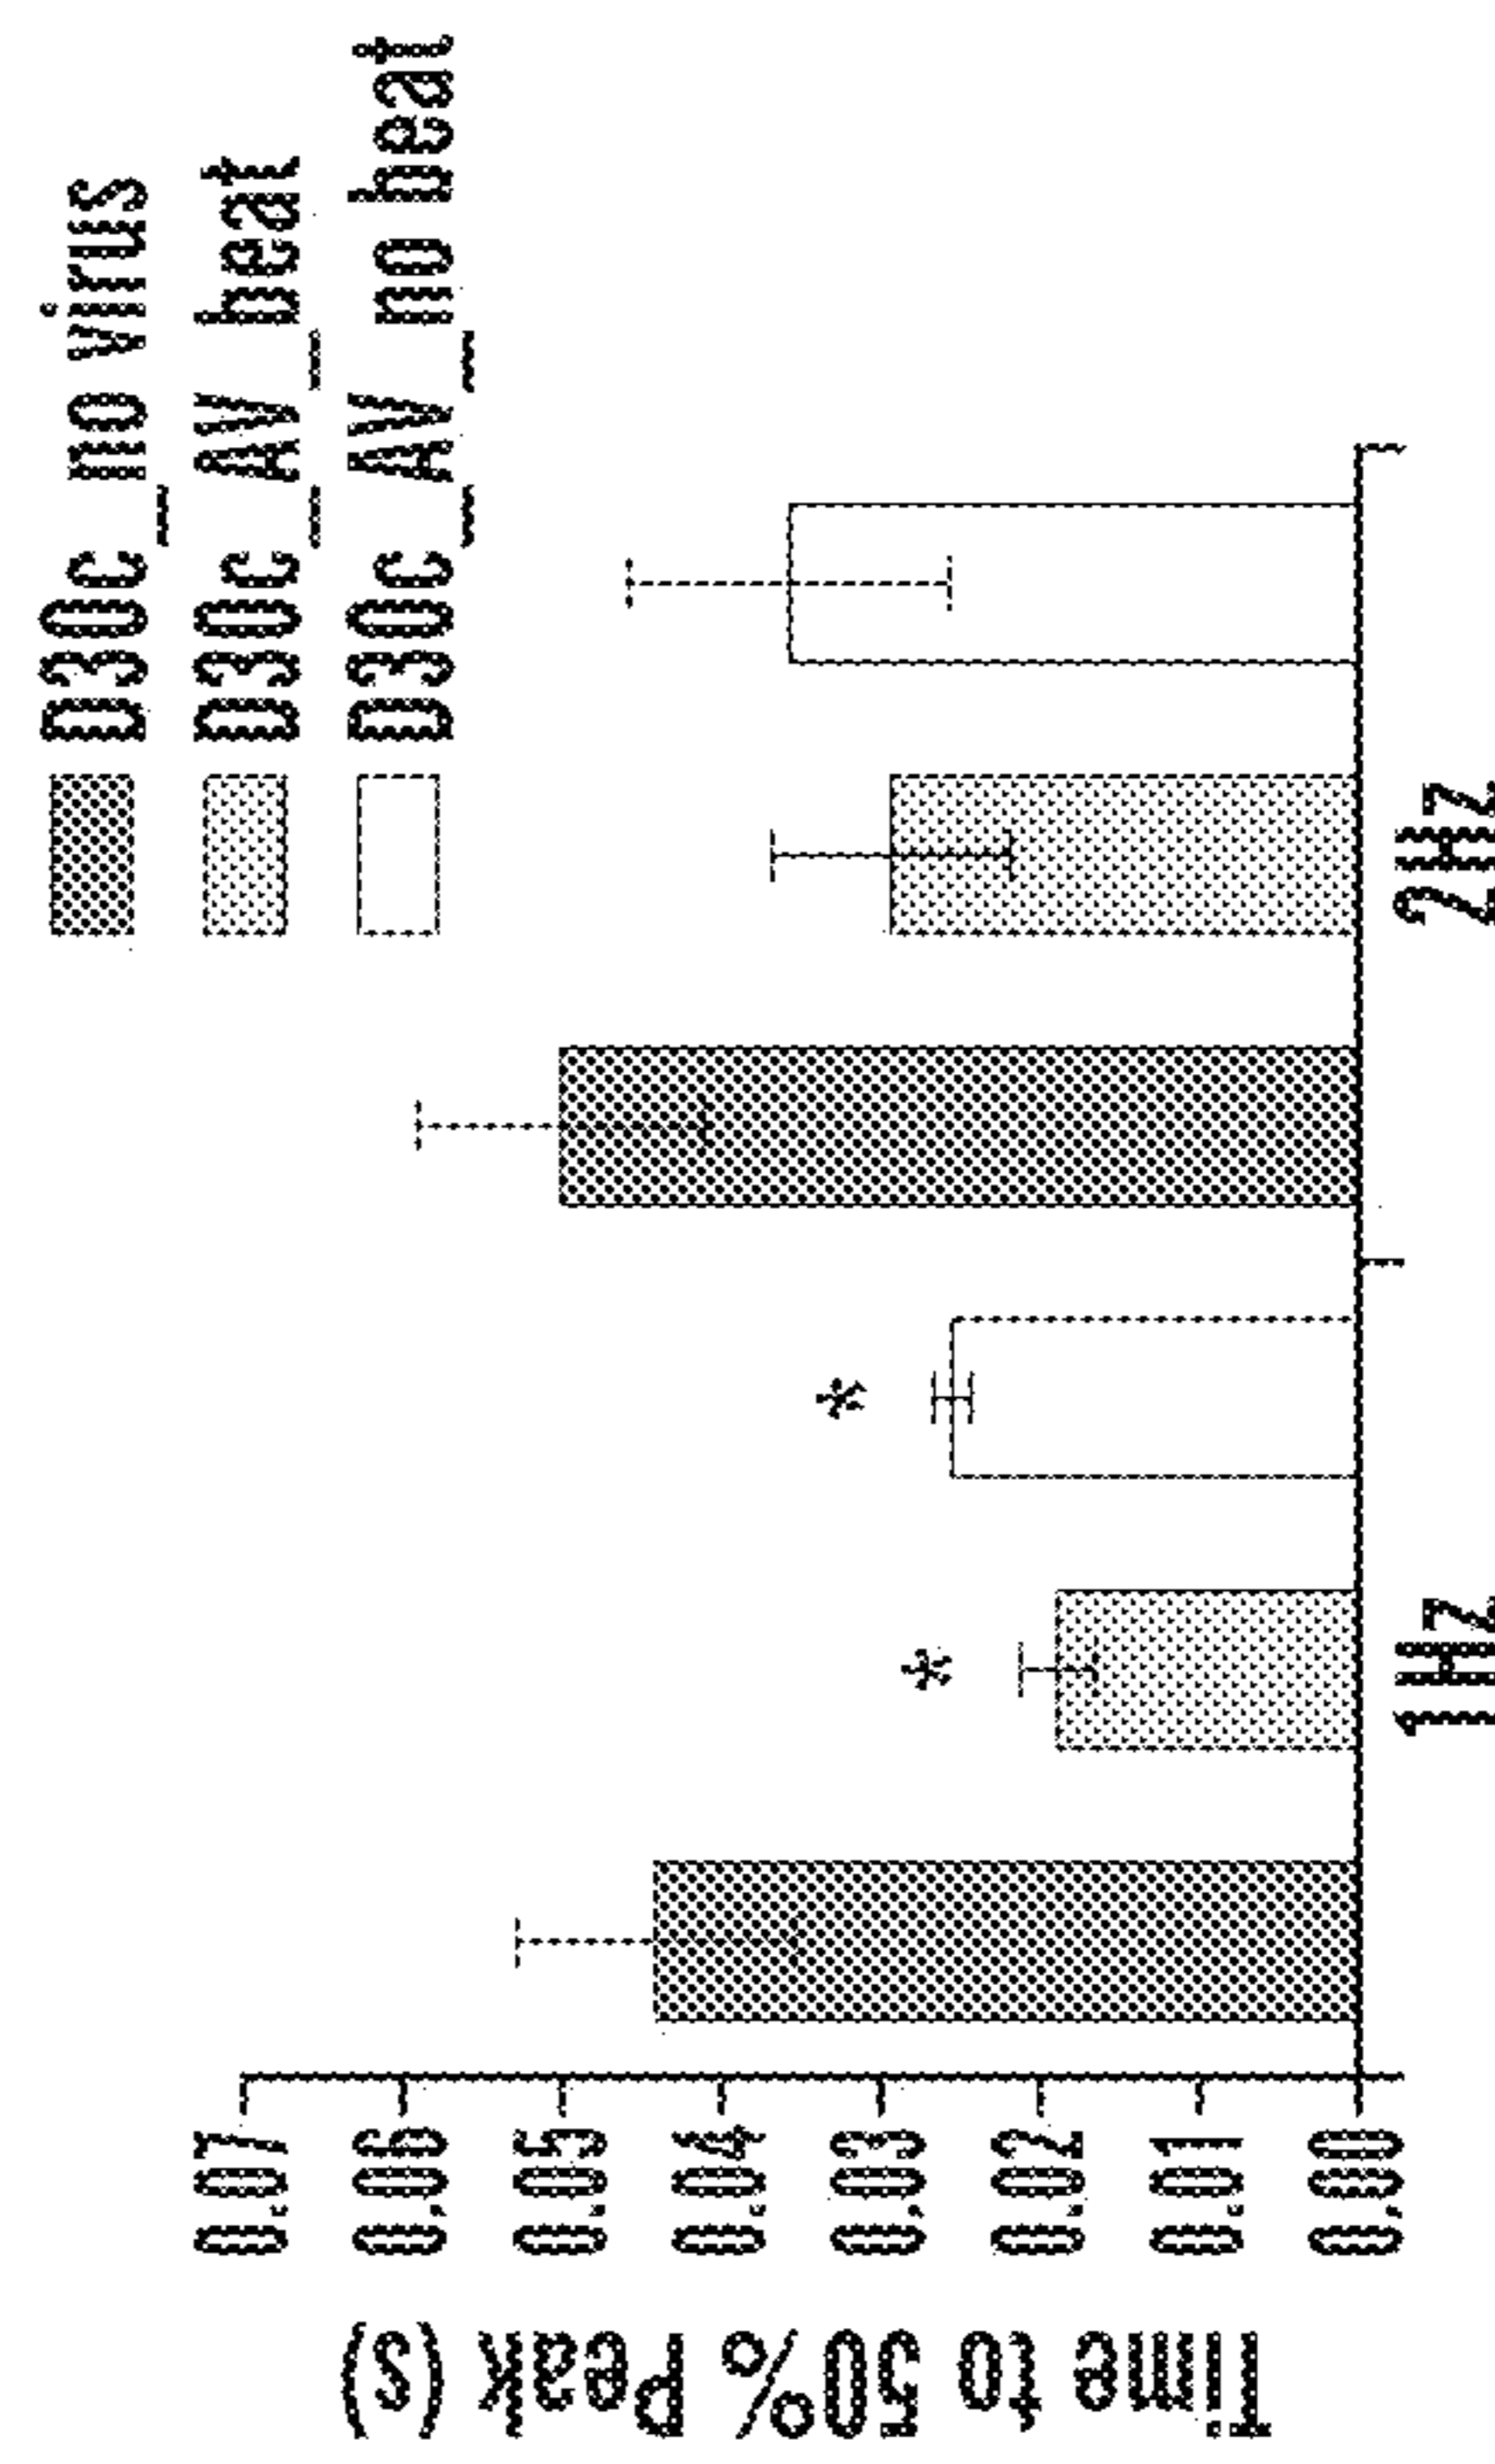 D30c_no virus
D30c_AV_beat
D30c_AV_no beat
Time to 50% Peak (s)
0.07
0.06
0.05
0.04
0.03
0.02
0.01
0.00
*
*
1Hz
2Hz